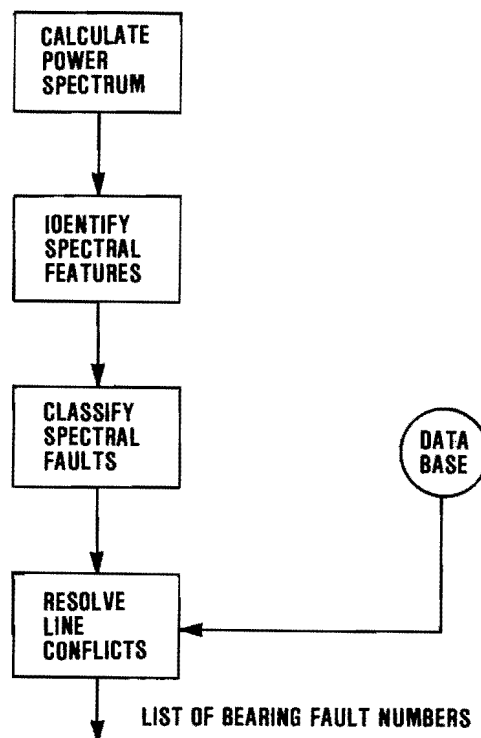 CALCULATE
POWER
SPECTRUM
IDENTIFY
SPECTRAL
FEATURES
CLASSIFY
SPECTRAL
FAULTS
DATA
BASE
RESOLVE
LINE
CONFLICTS
LIST OF BEARING FAULT NUMBERS